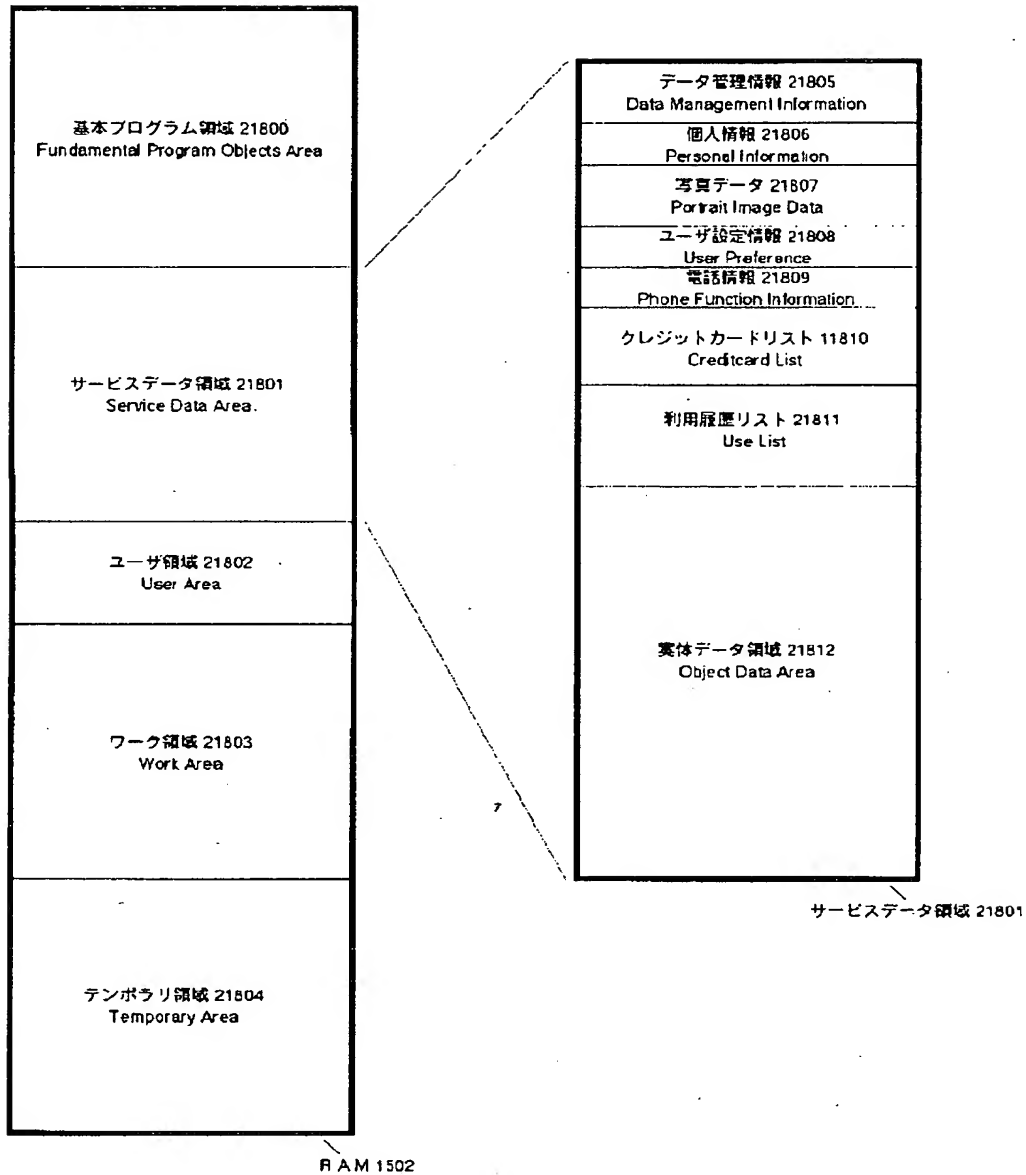 基本プログラム領域 21800
Fundamental Program Objects Area
サービスデータ領域 21801
Service Data Area.
ユーザ領域 21802
User Area
ワーク領域 21803
Work Area
テンポラリ領域 21804
Temporary Area
RAM 1502
データ管理情報 21805
Data Management Information
個人情報 21806
Personal Information
写真データ 21807
Portrait Image Data
ユーザ設定情報 21808
User Preference
電話情報 21809
Phone Function Information
クレジットカードリスト 11810
Creditcard List
利用履歴リスト 21811
Use List
実体データ領域 21812
Object Data Area
サービスデータ領域 21801